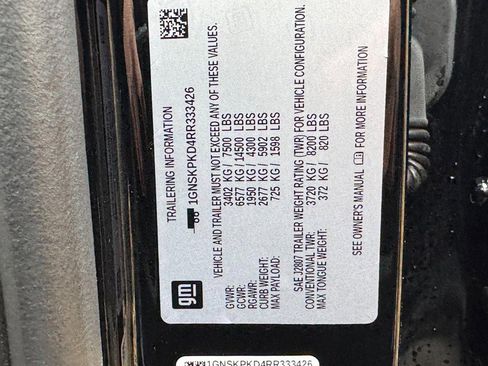 TRAILERING INFORMATION
1GNSKPKD4RR333426
VEHICLE AND TRAILER MUST NOT EXCEED ANY OF THESE VALUES.
GVWR: 3402 KG / 7500 LBS
GCWR: 6577 KG / 14500 LBS
RGAWR: 1950 KG / 4300 LBS
CURB WEIGHT: 2677 KG / 5902 LBS
MAX PAYLOAD: 725 KG / 1598 LBS
SAE J2807 TRAILER WEIGHT RATING (TWR) FOR VEHICLE CONFIGURATION.
CONVENTIONAL TWR: 3720 KG / 8200 LBS
MAX TONGUE WEIGHT: 372 KG / 820 LBS
SEE OWNER'S MANUAL FOR MORE INFORMATION
gm
1GNSKPKD4RR333426